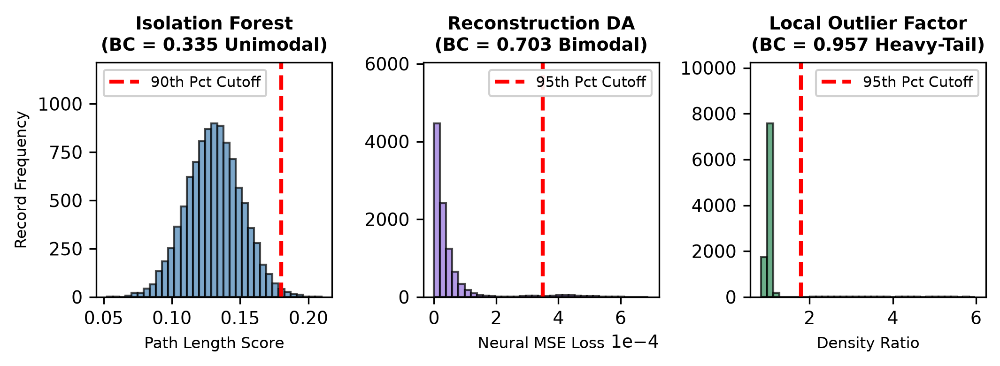 Isolation Forest
(BC = 0.335 Unimodal)
90th Pct Cutoff
1000
750
500
250
0
Record Frequency
0.05 0.10 0.15 0.20
Path Length Score
Reconstruction DA
(BC = 0.703 Bimodal)
95th Pct Cutoff
6000
4000
2000
0
0 2 4 6
Neural MSE Loss 1e−4
Local Outlier Factor
(BC = 0.957 Heavy-Tail)
95th Pct Cutoff
10000
8000
6000
4000
2000
0
2 4 6
Density Ratio